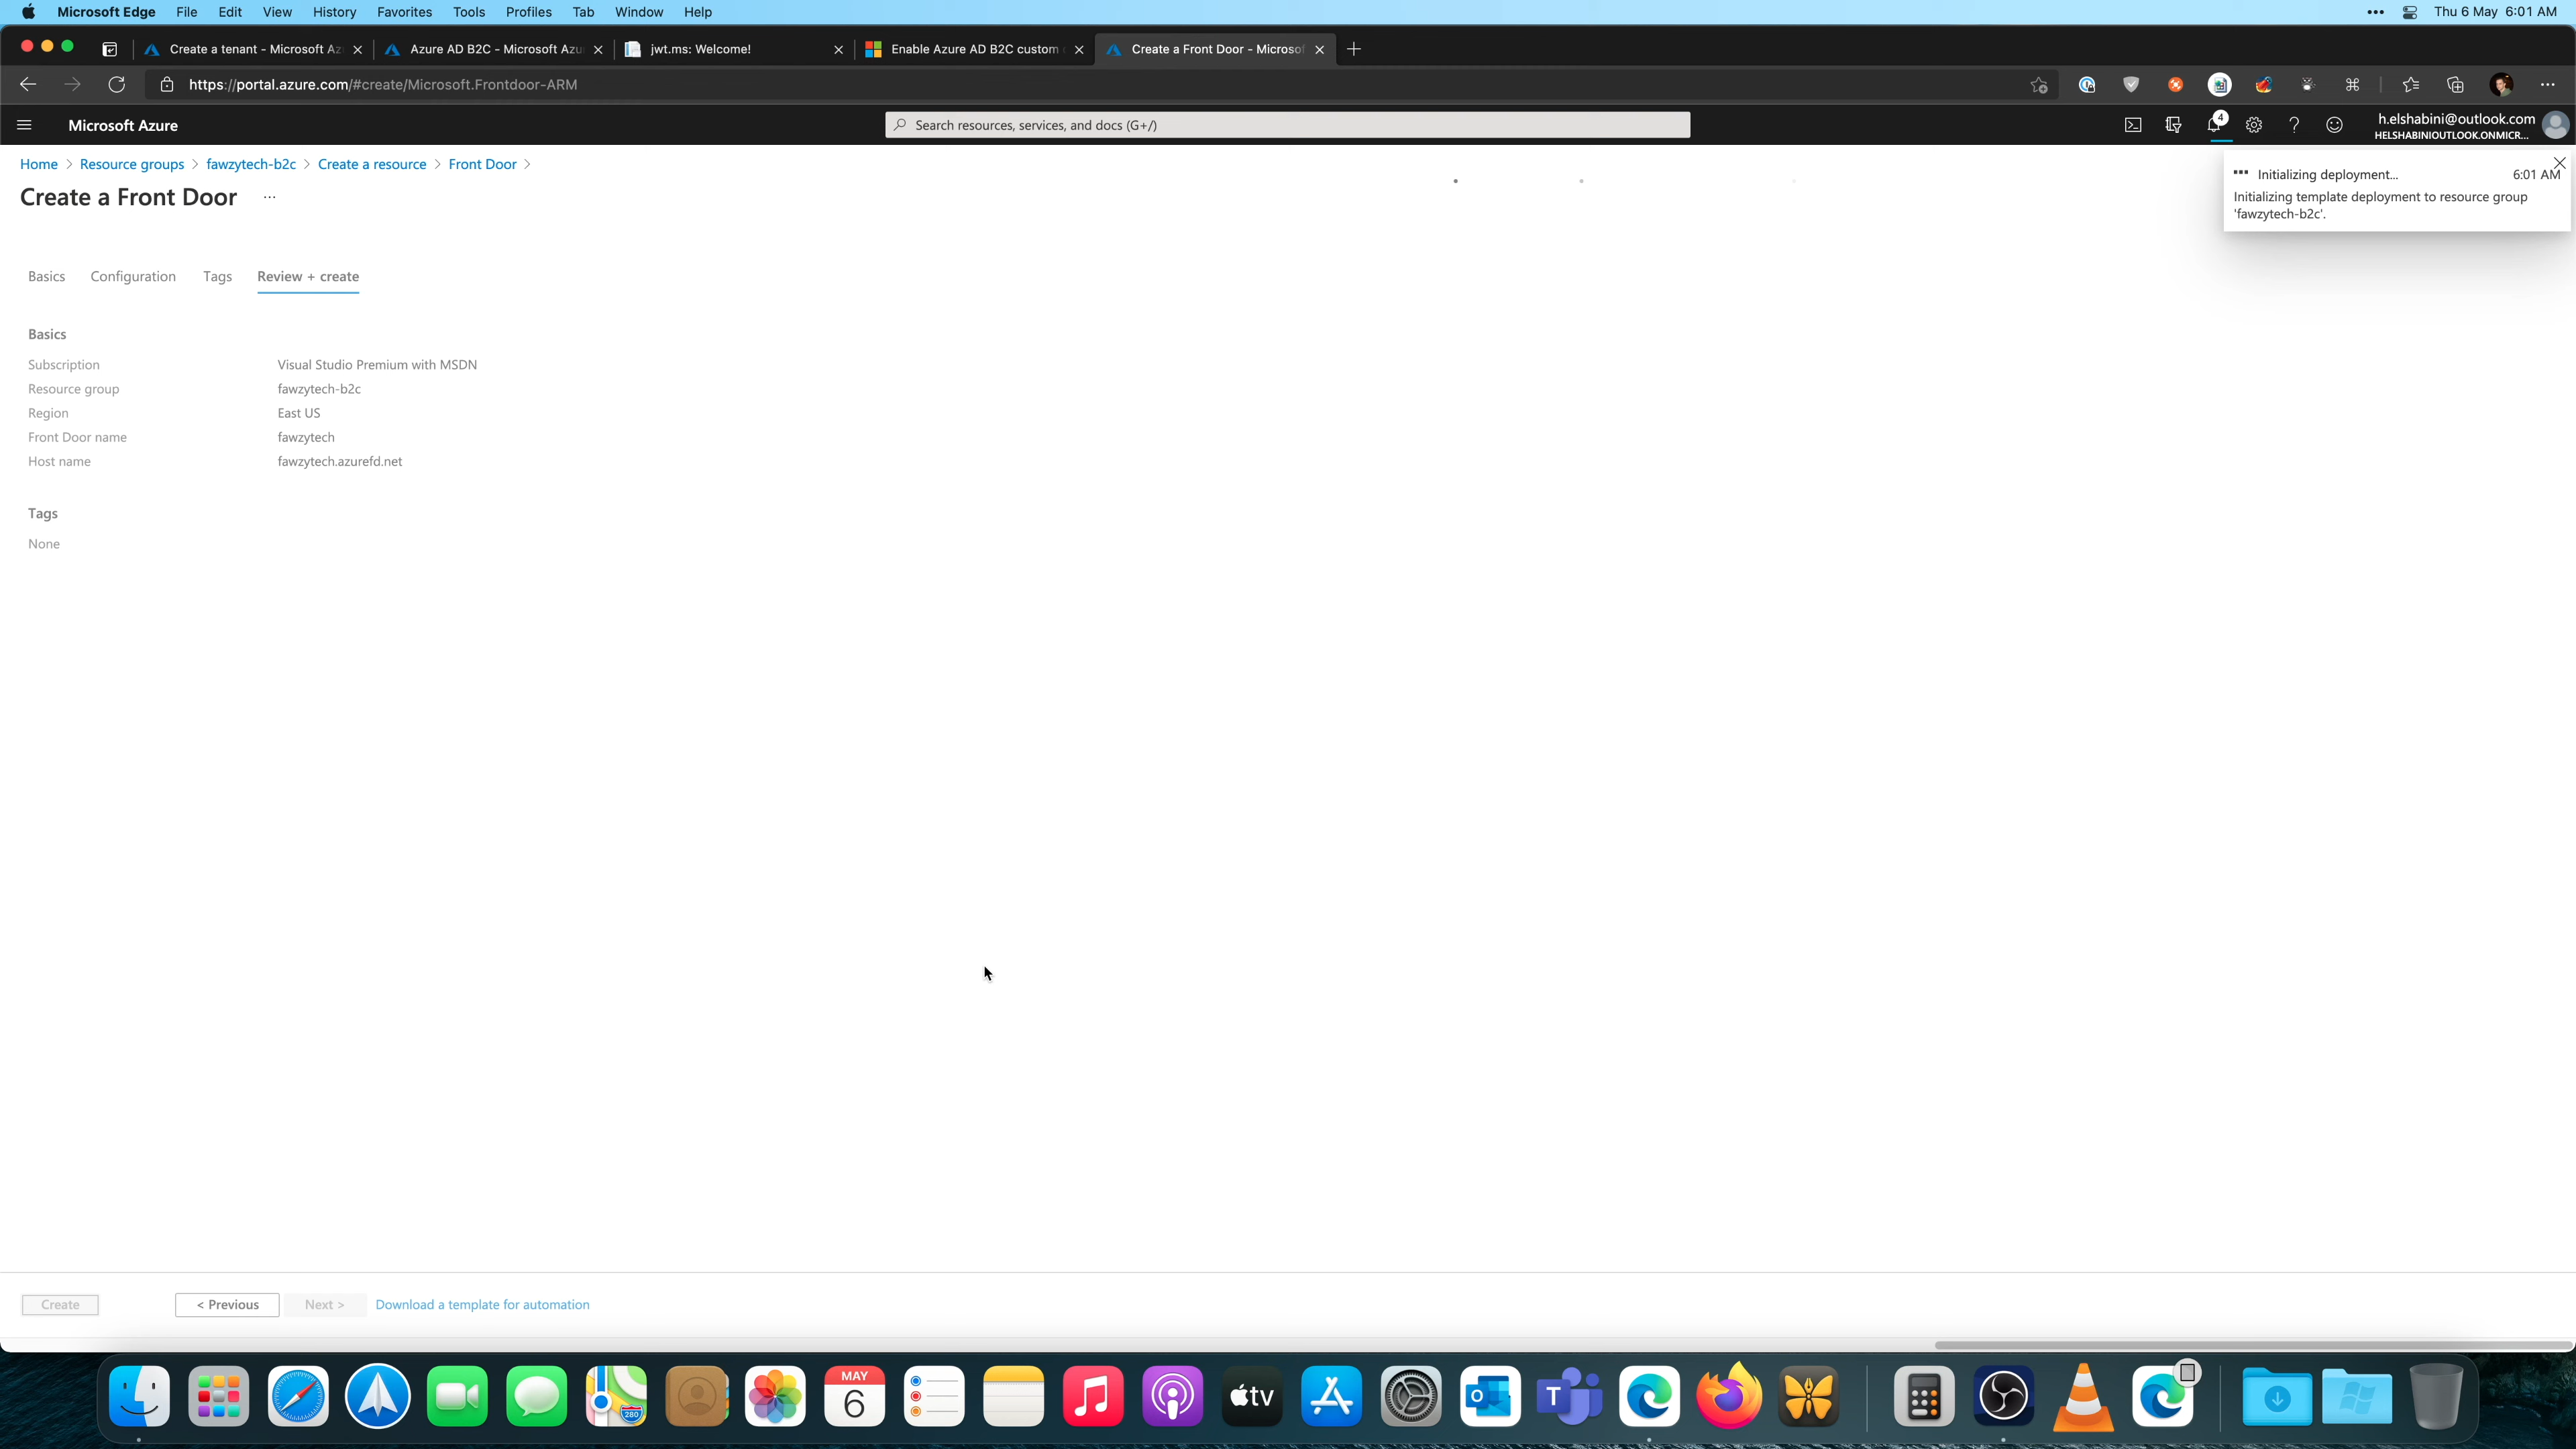 Microsoft Edge File Edit View History Favorites Tools Profiles Tab Window Help Thu 6 May 6:01 AM
Create a tenant - Microsoft Az Azure AD B2C - Microsoft Azu jwt.ms: Welcome! Enable Azure AD B2C custom Create a Front Door - Microsof
https://portal.azure.com/#create/Microsoft.Frontdoor-ARM
Microsoft Azure Search resources, services, and docs (G+/) 4 h.elshabini@outlook.com
HELSHABINIOUTLOOK.ONMICR...
Home > Resource groups > fawzytech-b2c > Create a resource > Front Door >
Create a Front Door ...
Initializing deployment... 6:01 AM
Initializing template deployment to resource group
'fawzytech-b2c'.
Basics Configuration Tags Review + create
Basics
Subscription Visual Studio Premium with MSDN
Resource group fawzytech-b2c
Region East US
Front Door name fawzytech
Host name fawzytech.azurefd.net
Tags
None
Create < Previous Next > Download a template for automation
MAY
6
280
tv
O
T